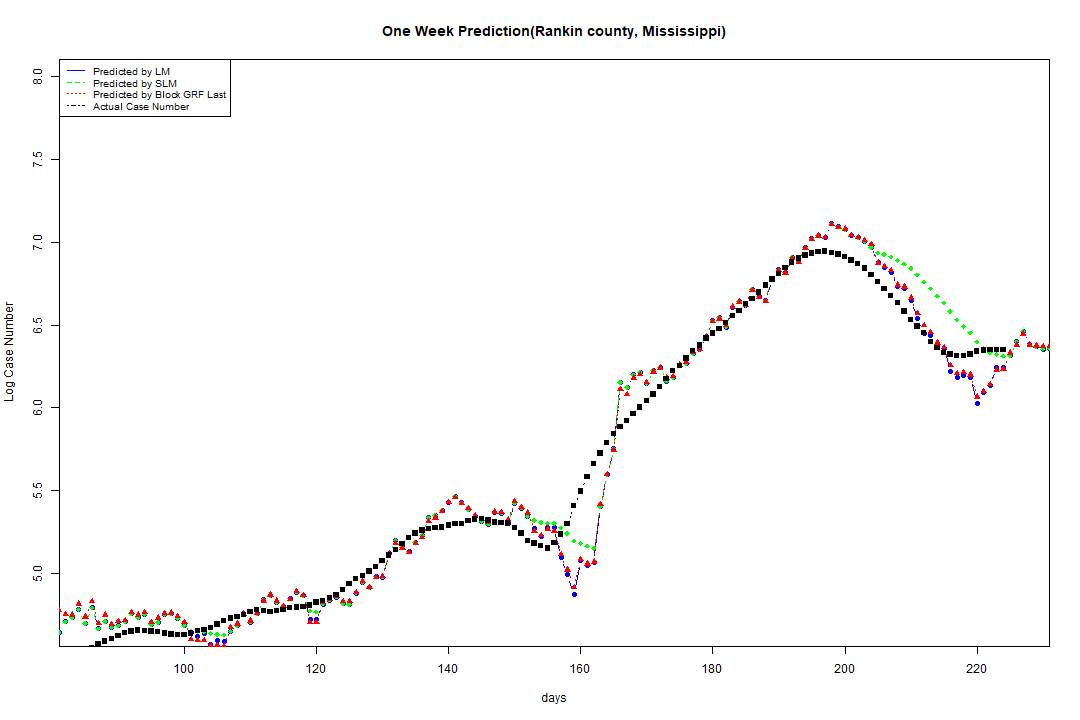 One Week Prediction(Rankin county, Mississippi)
Predicted by LM
Predicted by SLM
Predicted by Block GRF Last
Actual Case Number
8.0
7.5
7.0
6.5
6.0
5.5
5.0
Log Case Number
100 120 140 160 180 200 220
days